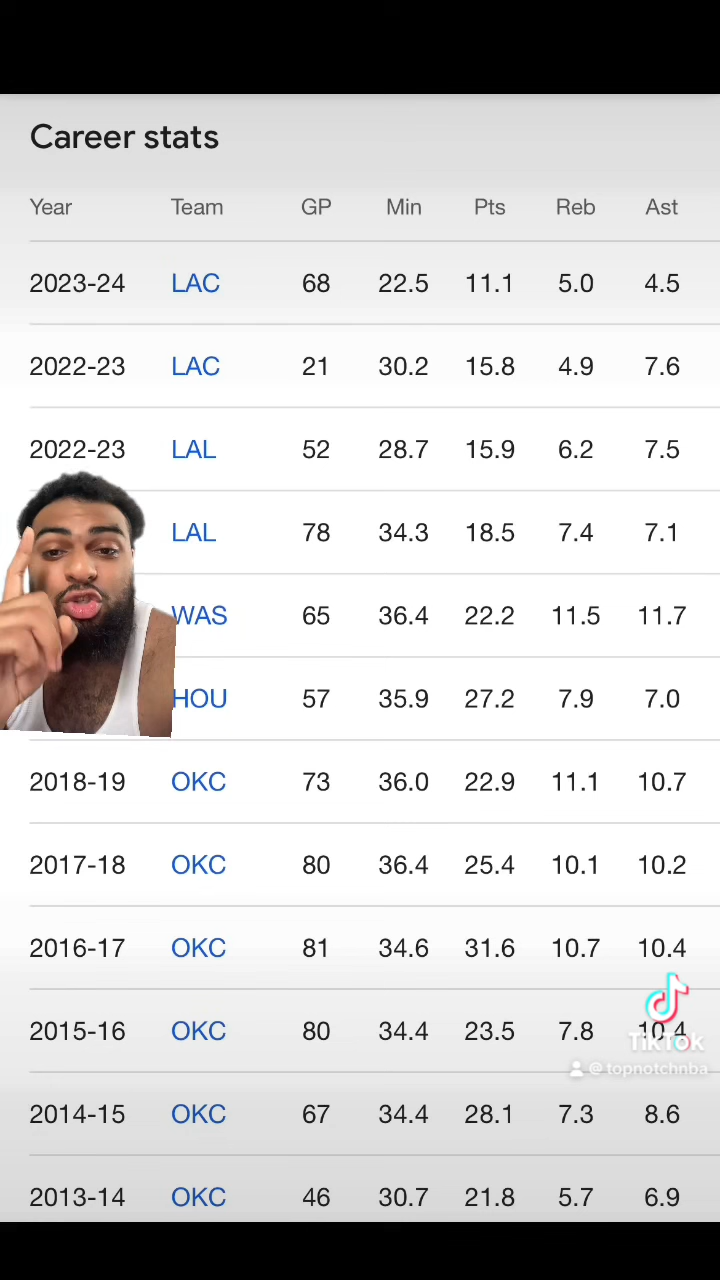 Career stats
Year Team GP Min Pts Reb Ast
2023-24 LAC 68 22.5 11.1 5.0 4.5
2022-23 LAC 21 30.2 15.8 4.9 7.6
2022-23 LAL 52 28.7 15.9 6.2 7.5
LAL 78 34.3 18.5 7.4 7.1
WAS 65 36.4 22.2 11.5 11.7
HOU 57 35.9 27.2 7.9 7.0
2018-19 OKC 73 36.0 22.9 11.1 10.7
2017-18 OKC 80 36.4 25.4 10.1 10.2
2016-17 OKC 81 34.6 31.6 10.7 10.4
2015-16 OKC 80 34.4 23.5 7.8 10.4
TikTok
@topnotchnba
2014-15 OKC 67 34.4 28.1 7.3 8.6
2013-14 OKC 46 30.7 21.8 5.7 6.9